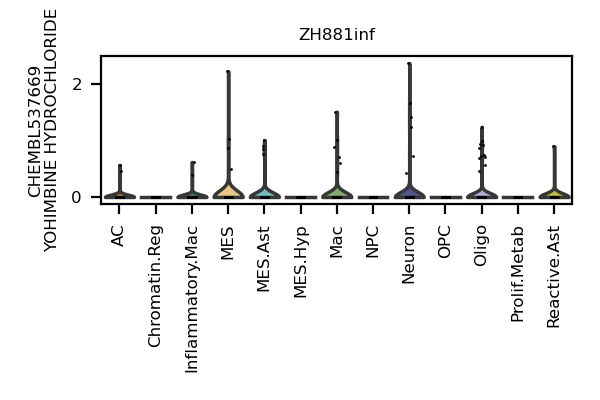 ZH881inf
CHEMBL537669
YOHIMBINE HYDROCHLORIDE
2
0
AC
Chromatin.Reg
Inflammatory.Mac
MES
MES.Ast
MES.Hyp
Mac
NPC
Neuron
OPC
Oligo
Prolif.Metab
Reactive.Ast